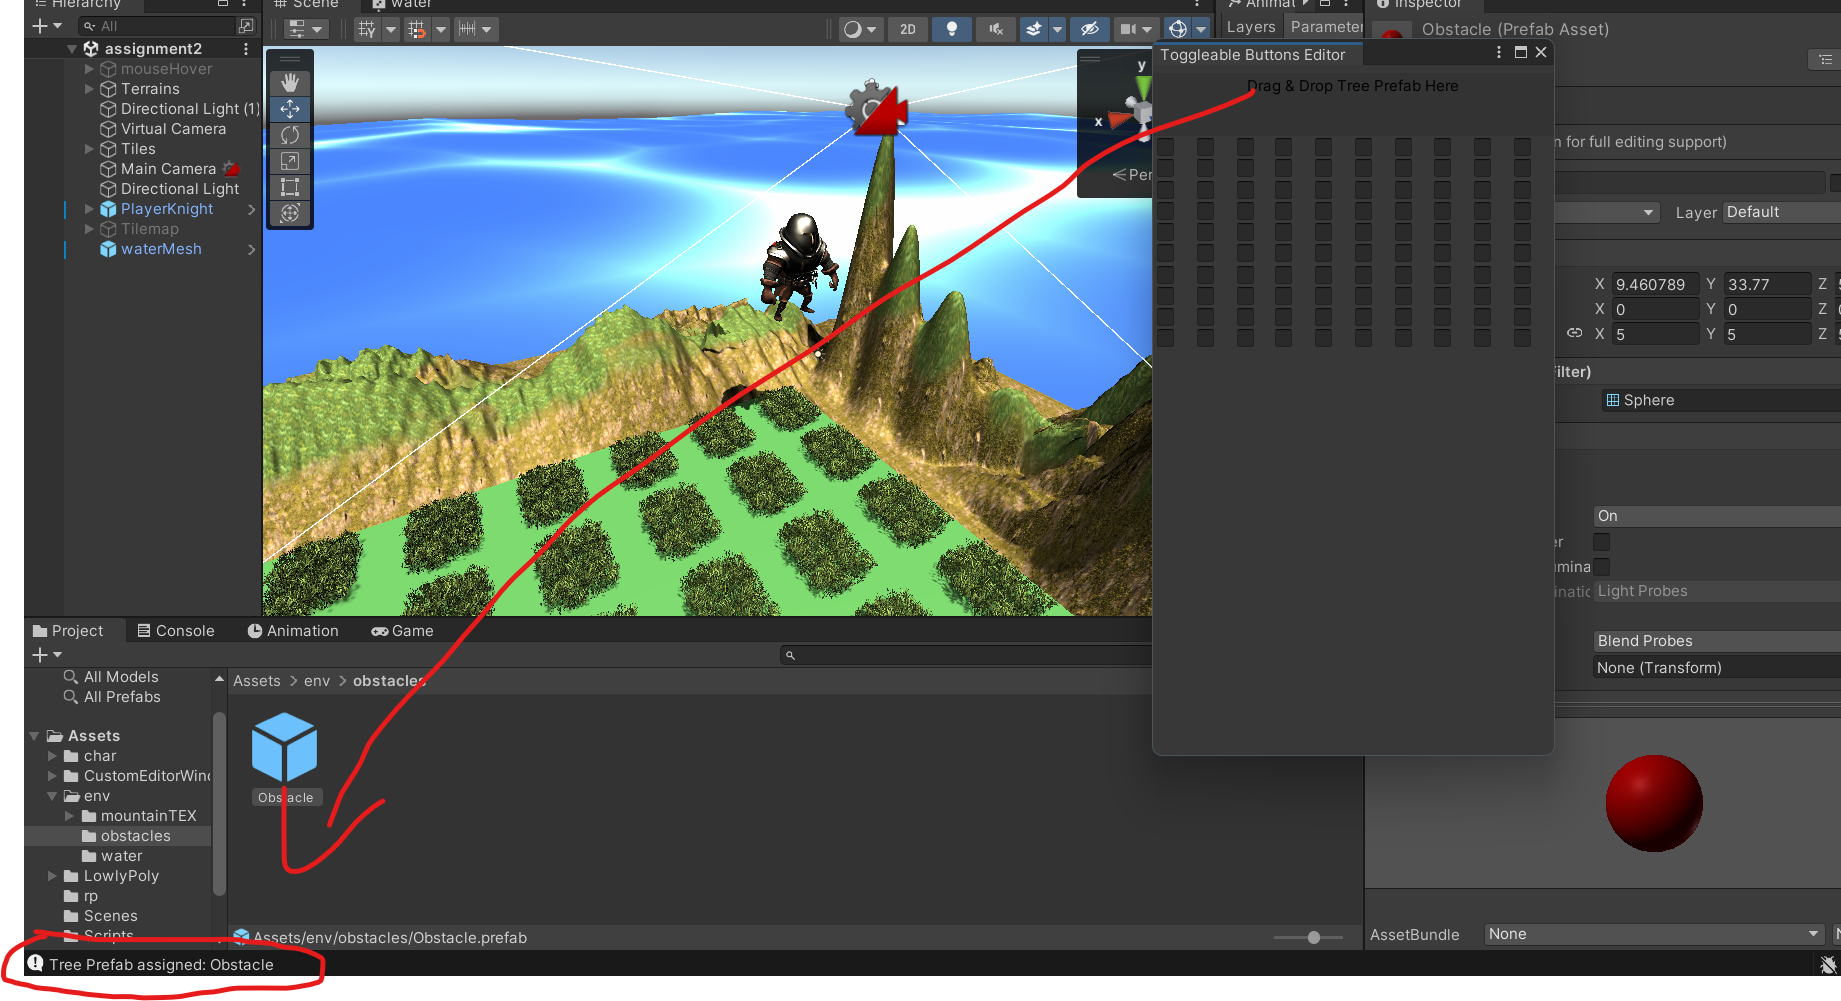 Hierarchy
All
assignment2
mouseHover
Terrains
Directional Light (1)
Virtual Camera
Tiles
Main Camera
Directional Light
PlayerKnight
Tilemap
waterMesh
Scene
water
2D
y
x
Per
Animat
Layers
Parameter
Toggleable Buttons Editor
Drag & Drop Tree Prefab Here
Inspector
Obstacle (Prefab Asset)
n for full editing support)
Layer
Default
X 9.460789 Y 33.77 Z
X 0 Y 0 Z
X 5 Y 5 Z
ilter)
Sphere
On
er
umina
inatic
Light Probes
Blend Probes
None (Transform)
AssetBundle
None
Project
Console
Animation
Game
All Models
All Prefabs
Assets
char
CustomEditorWind
env
mountainTEX
obstacles
water
LowlyPoly
rp
Scenes
Scripts
Assets > env > obstacles
Obstacle
Assets/env/obstacles/Obstacle.prefab
Tree Prefab assigned: Obstacle